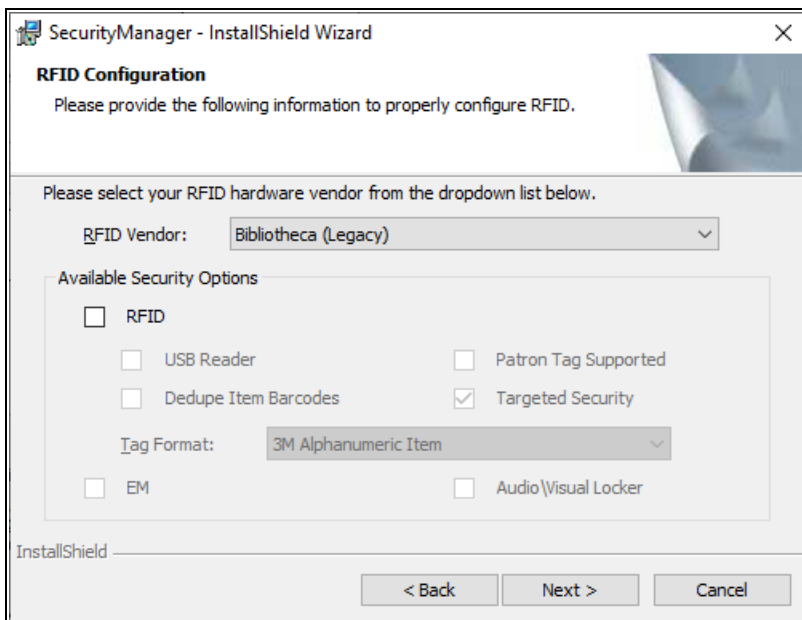 SecurityManager - InstallShield Wizard
RFID Configuration
Please provide the following information to properly configure RFID.
Please select your RFID hardware vendor from the dropdown list below.
RFID Vendor: Bibliotheca (Legacy)
Available Security Options
RFID
USB Reader Patron Tag Supported
Dedupe Item Barcodes Targeted Security
Tag Format: 3M Alphanumeric Item
EM Audio\Visual Locker
InstallShield
< Back Next > Cancel